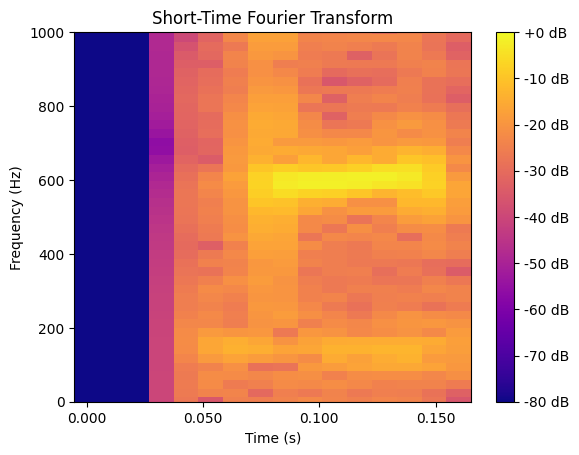 Short-Time Fourier Transform
1000
800
600
400
200
0
Frequency (Hz)
0.000
0.050
0.100
0.150
Time (s)
+0 dB
-10 dB
-20 dB
-30 dB
-40 dB
-50 dB
-60 dB
-70 dB
-80 dB